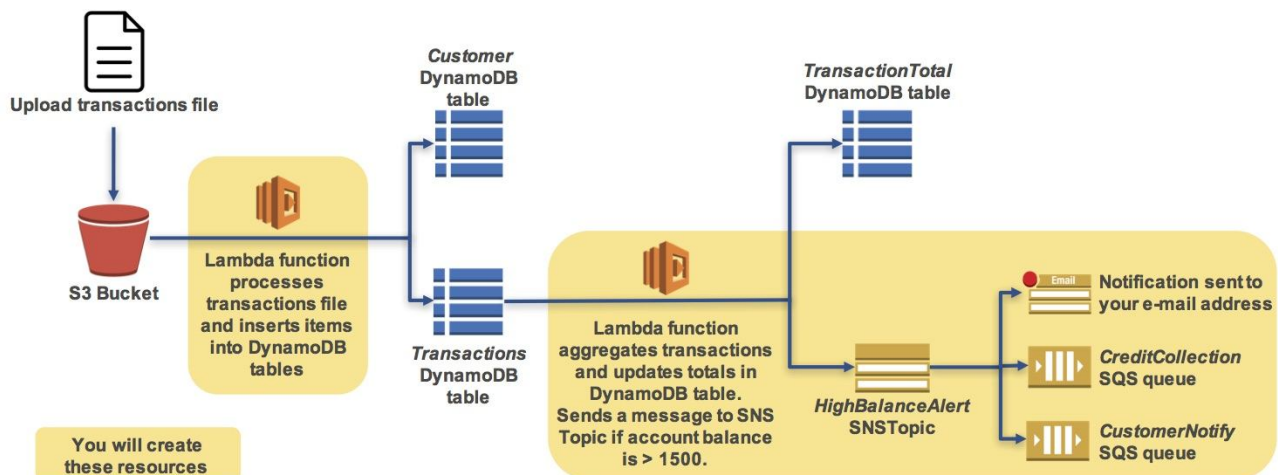 Upload transactions file
S3 Bucket
Lambda function
processes
transactions file
and inserts items
into DynamoDB
tables
Customer
DynamoDB
table
Transactions
DynamoDB
table
TransactionTotal
DynamoDB table
Lambda function
aggregates transactions
and updates totals in
DynamoDB table.
Sends a message to SNS
Topic if account balance
is > 1500.
HighBalanceAlert
SNSTopic
Email
Notification sent to
your e-mail address
CreditCollection
SQS queue
CustomerNotify
SQS queue
You will create
these resources